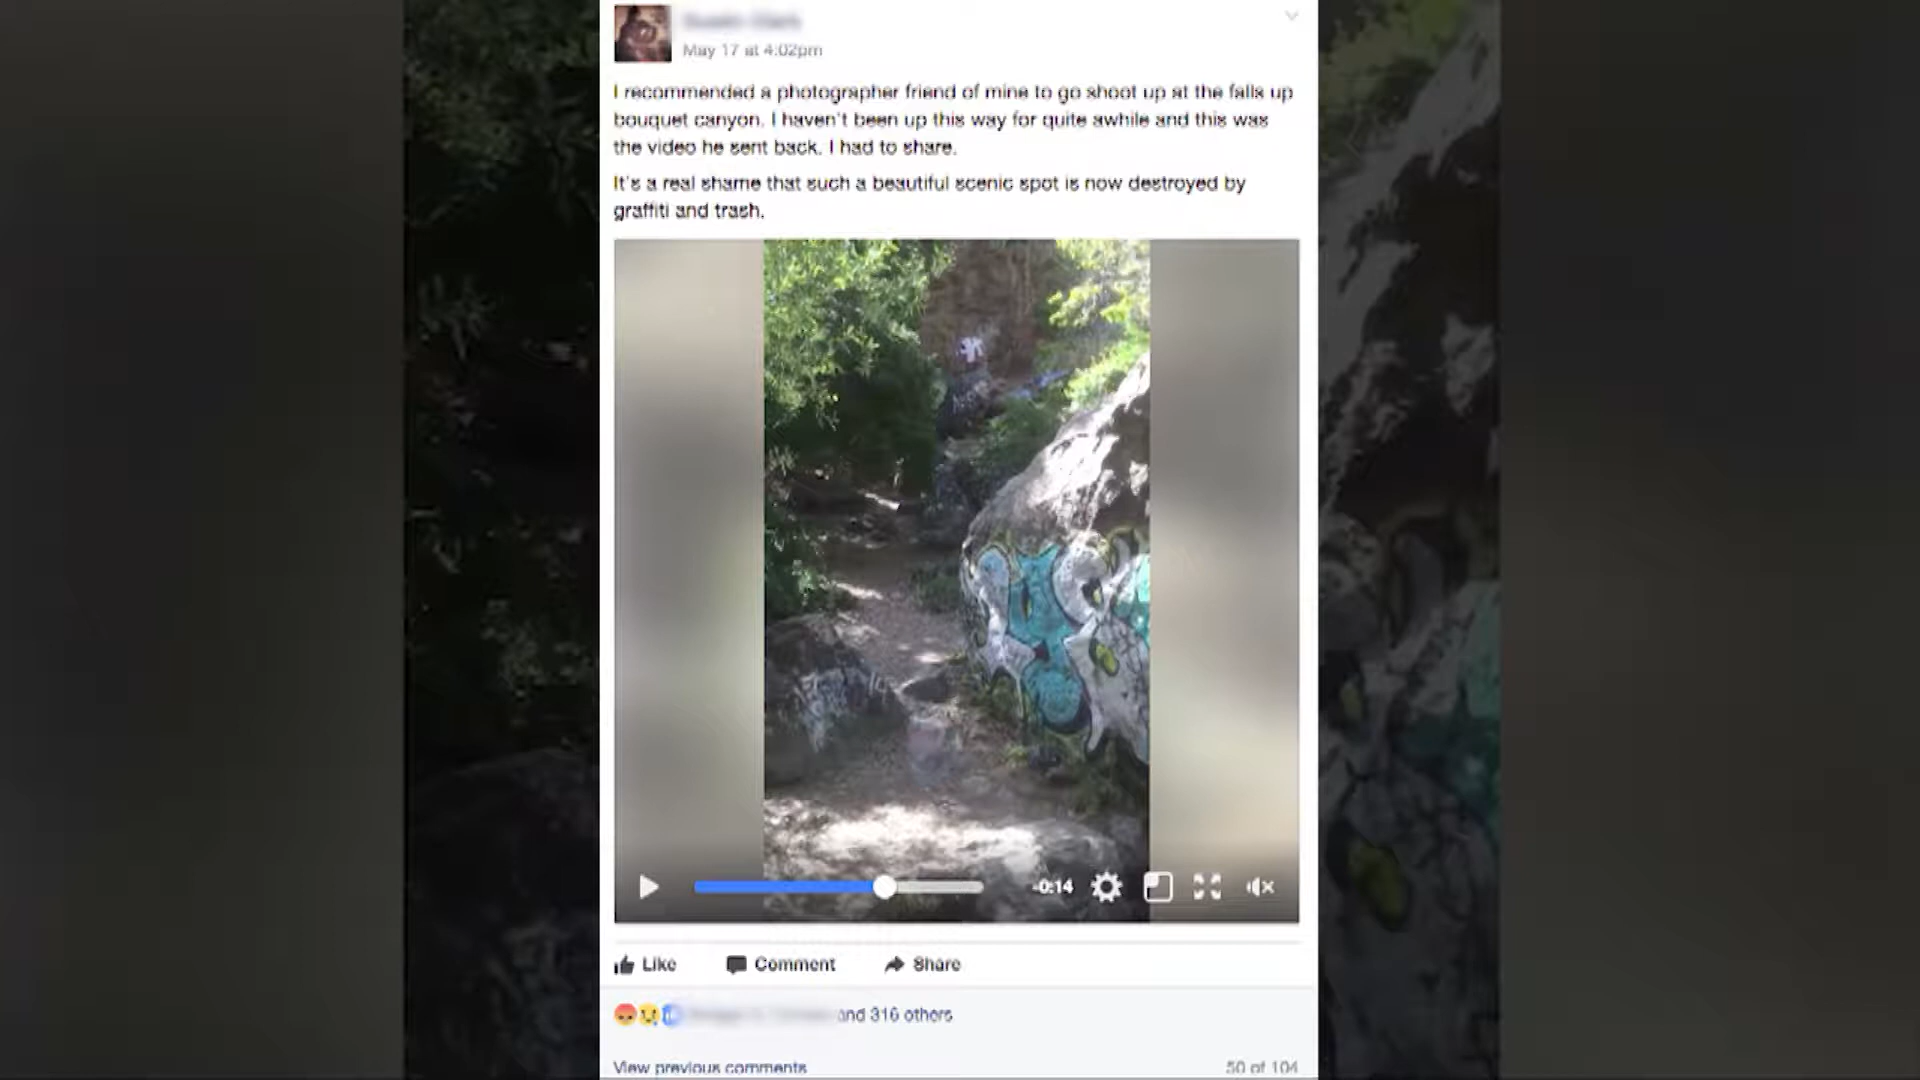 May 17 at 4:02pm
I recommended a photographer friend of mine to go shoot up at the falls up
bouquet canyon. I haven't been up this way for quite awhile and this was
the video he sent back. I had to share.
It's a real shame that such a beautiful scenic spot is now destroyed by
graffiti and trash.
-0:14
Like Comment Share
and 316 others
View previous comments 50 of 104